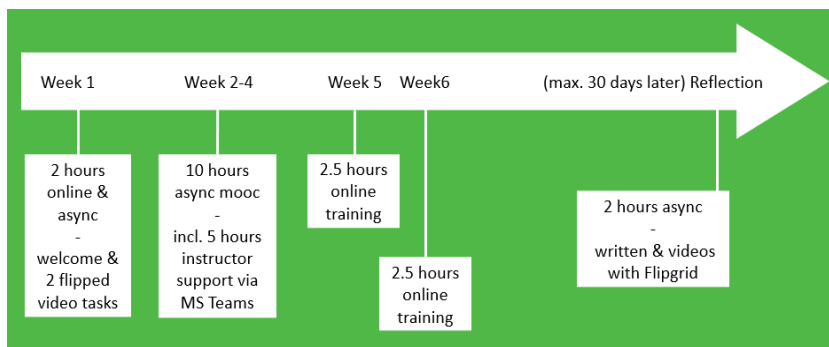 Week 1
Week 2-4
Week 5
Week6
(max. 30 days later) Reflection
2 hours
online &
async
-
welcome &
2 flipped
video tasks
10 hours
async mooc
-
incl. 5 hours
instructor
support via
MS Teams
2.5 hours
online
training
2.5 hours
online
training
2 hours async
-
written & videos
with Flipgrid